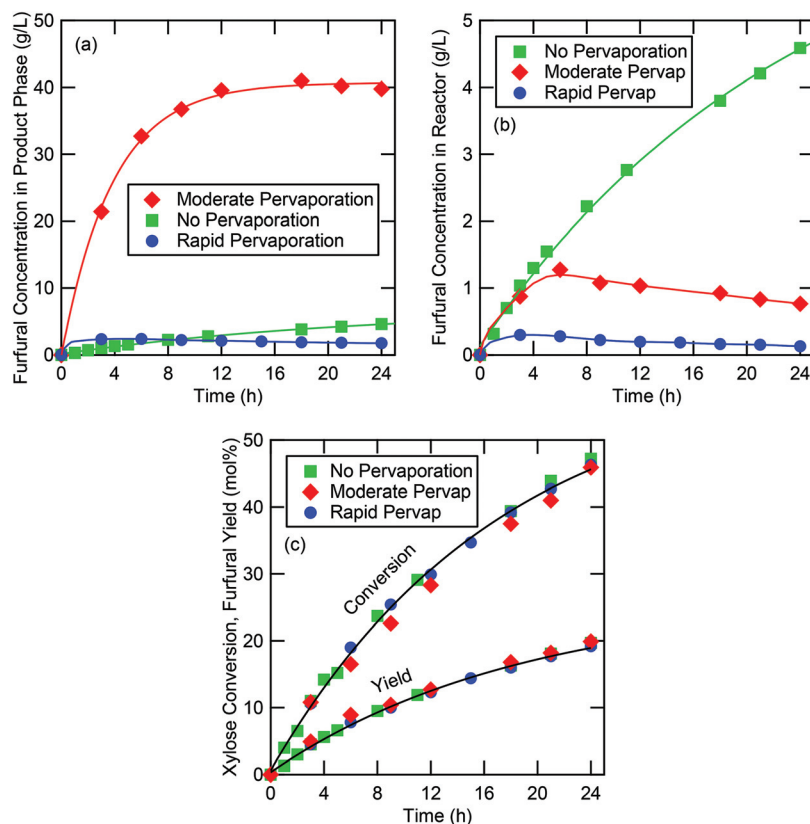 Furfural Concentration in Product Phase (g/L)
50
40
30
20
10
0
(a)
Moderate Pervaporation
No Pervaporation
Rapid Pervaporation
0 4 8 12 16 20 24
Time (h)
Furfural Concentration in Reactor (g/L)
5
4
3
2
1
0
No Pervaporation
Moderate Pervap
Rapid Pervap
(b)
0 4 8 12 16 20 24
Time (h)
Xylose Conversion, Furfural Yield (mol%)
50
40
30
20
10
0
No Pervaporation
Moderate Pervap
Rapid Pervap
(c)
Conversion
Yield
0 4 8 12 16 20 24
Time (h)